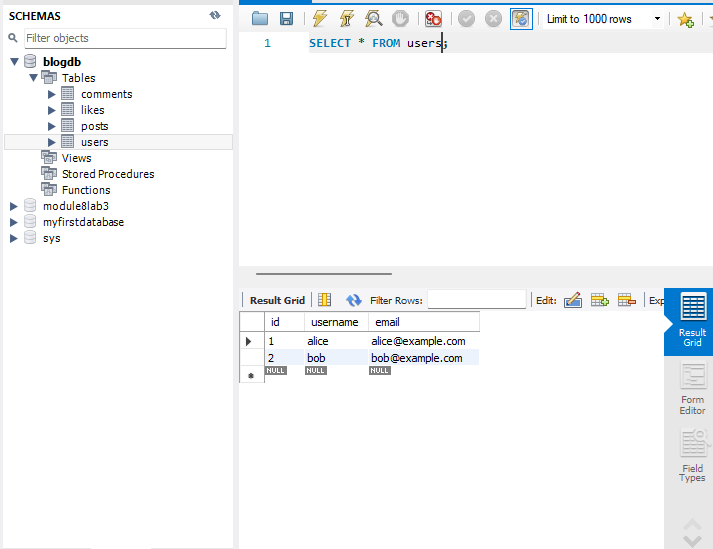 SCHEMAS
Filter objects
blogdb
Tables
comments
likes
posts
users
Views
Stored Procedures
Functions
module8lab3
myfirstdatabase
sys
Limit to 1000 rows
1 SELECT * FROM users;
Result Grid Filter Rows: Edit: Exp
id username email
1 alice alice@example.com
2 bob bob@example.com
NULL NULL NULL
Result
Grid
Form
Editor
Field
Types